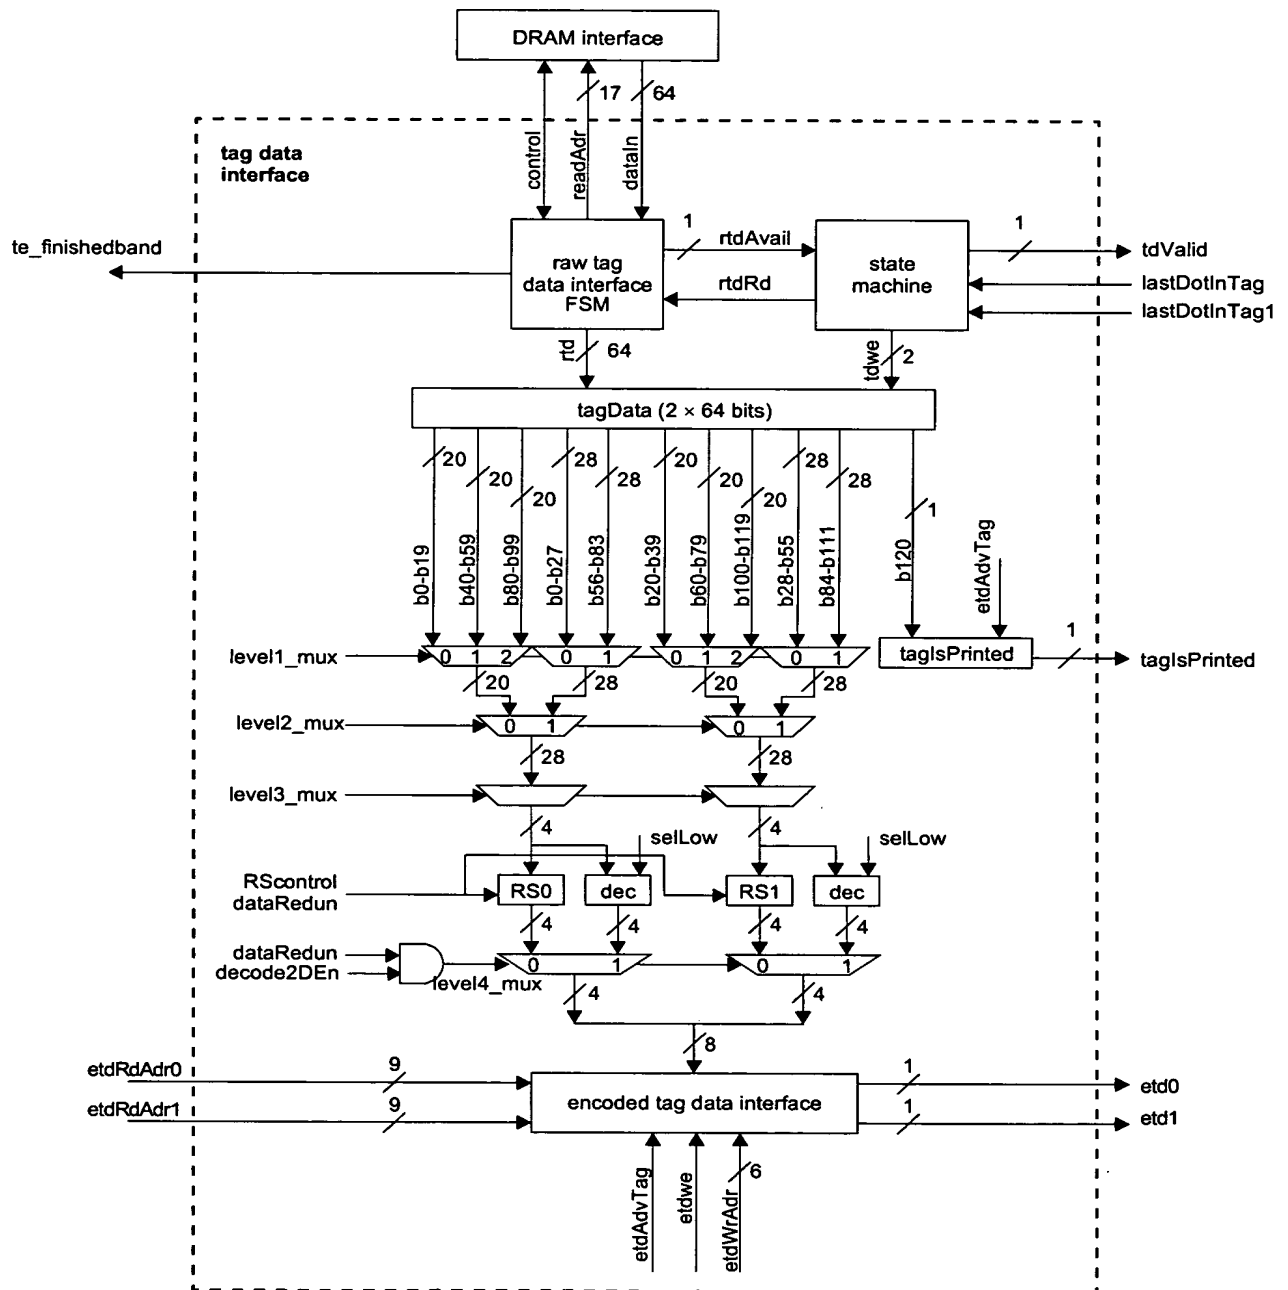 DRAM interface
17
64
tag data
interface
control
readAdr
dataIn
te_finishedband
raw tag
data interface
FSM
1
rtdAvail
rtdRd
state
machine
1
tdValid
lastDotInTag
lastDotInTag1
rtd
64
tdwe
2
tagData (2 × 64 bits)
20
20
20
28
28
20
20
20
28
28
1
b0-b19
b40-b59
b80-b99
b0-b27
b56-b83
b20-b39
b60-b79
b100-b119
b28-b55
b84-b111
b120
etdAdvTag
level1_mux
0 1 2
0 1
0 1 2
0 1
tagIsPrinted
1
tagIsPrinted
20
28
20
28
level2_mux
0 1
0 1
28
28
level3_mux
4
4
selLow
selLow
RScontrol
dataRedun
RS0
dec
RS1
dec
4
4
4
4
dataRedun
decode2DEn
level4_mux
0 1
0 1
4
4
8
etdRdAdr0
9
etdRdAdr1
9
encoded tag data interface
1
etd0
1
etd1
etdAdvTag
etdwe
etdWrAdr
6